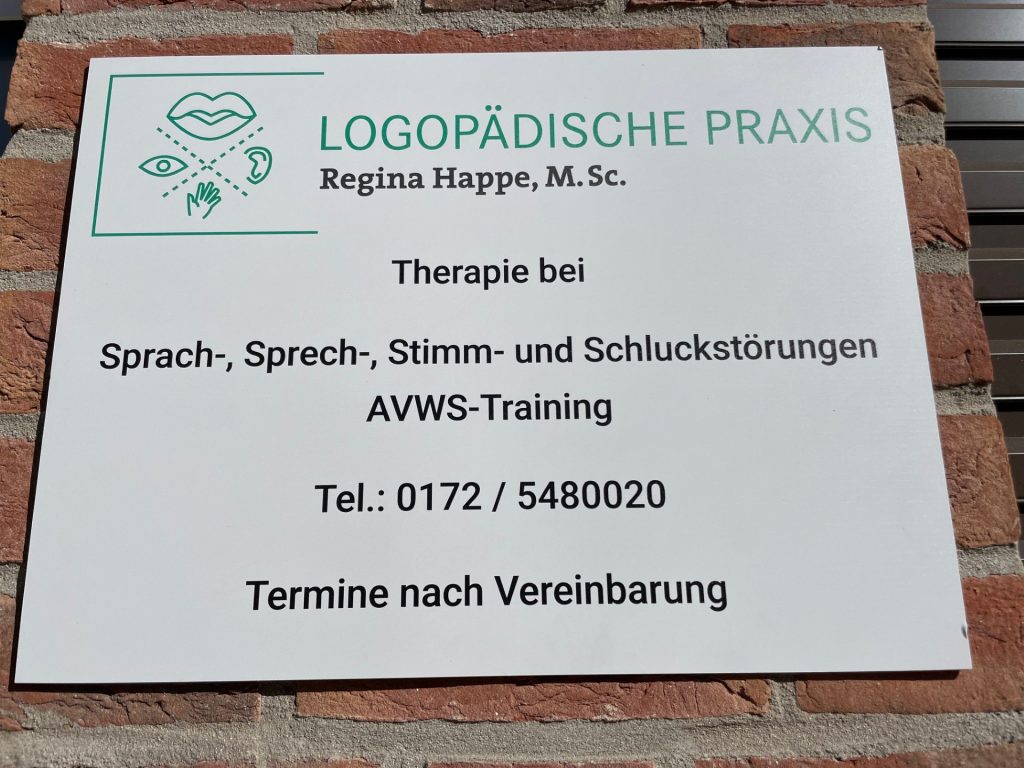 LOGOPÄDISCHE PRAXIS
Regina Happe, M. Sc.
Therapie bei
Sprach-, Sprech-, Stimm- und Schluckstörungen
AVWS-Training
Tel.: 0172 / 5480020
Termine nach Vereinbarung